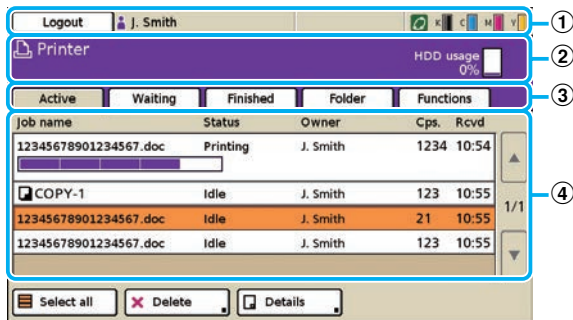 Logout J. Smith K C M Y ①
Printer HDD usage ②
0%
Active Waiting Finished Folder Functions ③
Job name Status Owner Cps. Rcvd
12345678901234567.doc Printing J. Smith 1234 10:54
COPY-1 Idle J. Smith 123 10:55 ④
1/1
12345678901234567.doc Idle J. Smith 21 10:55
12345678901234567.doc Idle J. Smith 123 10:55
Select all Delete Details